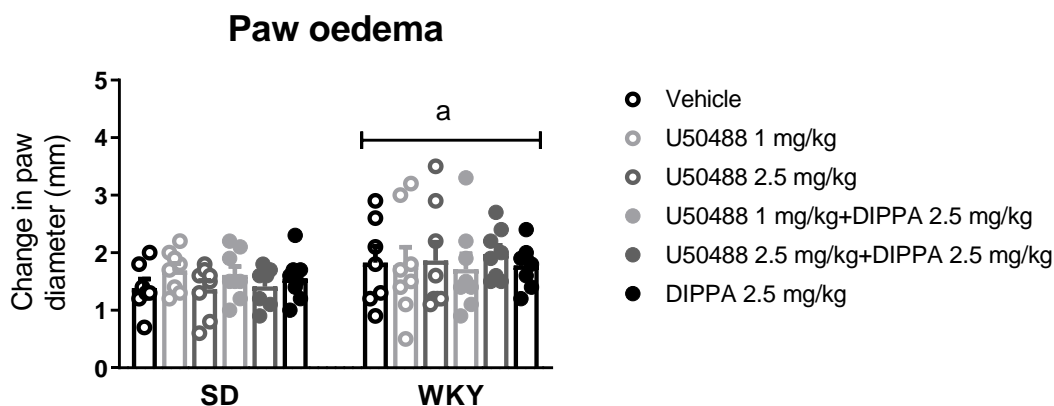 Paw oedema
Change in paw
diameter (mm)
5
4
3
2
1
0
a
SD
WKY
Vehicle
U50488 1 mg/kg
U50488 2.5 mg/kg
U50488 1 mg/kg+DIPPA 2.5 mg/kg
U50488 2.5 mg/kg+DIPPA 2.5 mg/kg
DIPPA 2.5 mg/kg